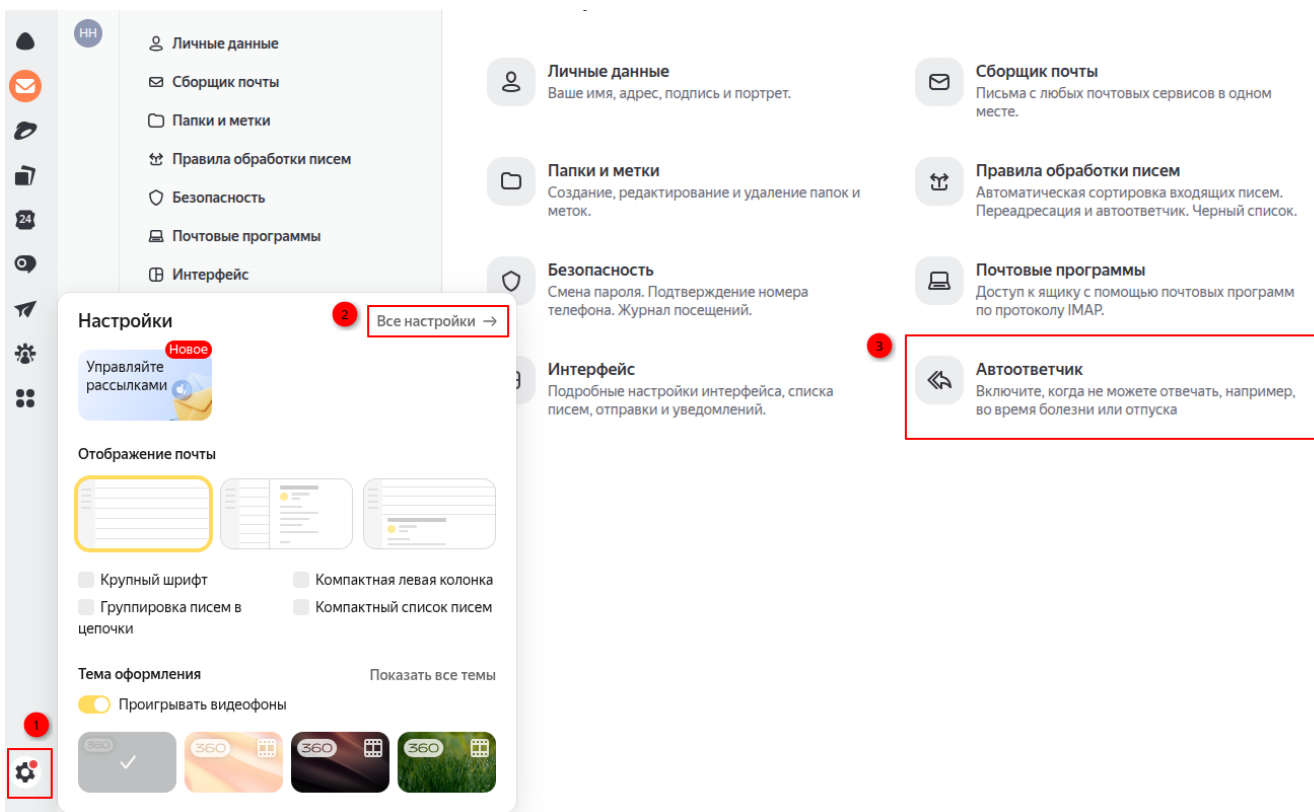 НН
Личные данные
Сборщик почты
Папки и метки
Правила обработки писем
Безопасность
Почтовые программы
Интерфейс
24
Личные данные
Ваше имя, адрес, подпись и портрет.
Сборщик почты
Письма с любых почтовых сервисов в одном
месте.
Папки и метки
Создание, редактирование и удаление папок и
меток.
Правила обработки писем
Автоматическая сортировка входящих писем.
Переадресация и автоответчик. Черный список.
Безопасность
Смена пароля. Подтверждение номера
телефона. Журнал посещений.
Почтовые программы
Доступ к ящику с помощью почтовых программ
по протоколу IMAP.
Интерфейс
Подробные настройки интерфейса, списка
писем, отправки и уведомлений.
3
Автоответчик
Включите, когда не можете отвечать, например,
во время болезни или отпуска
Настройки
2
Все настройки →
Новое
Управляйте
рассылками
Отображение почты
Крупный шрифт
Компактная левая колонка
Группировка писем в
цепочки
Компактный список писем
Тема оформления
Показать все темы
Проигрывать видеофоны
1
360
360
360
360